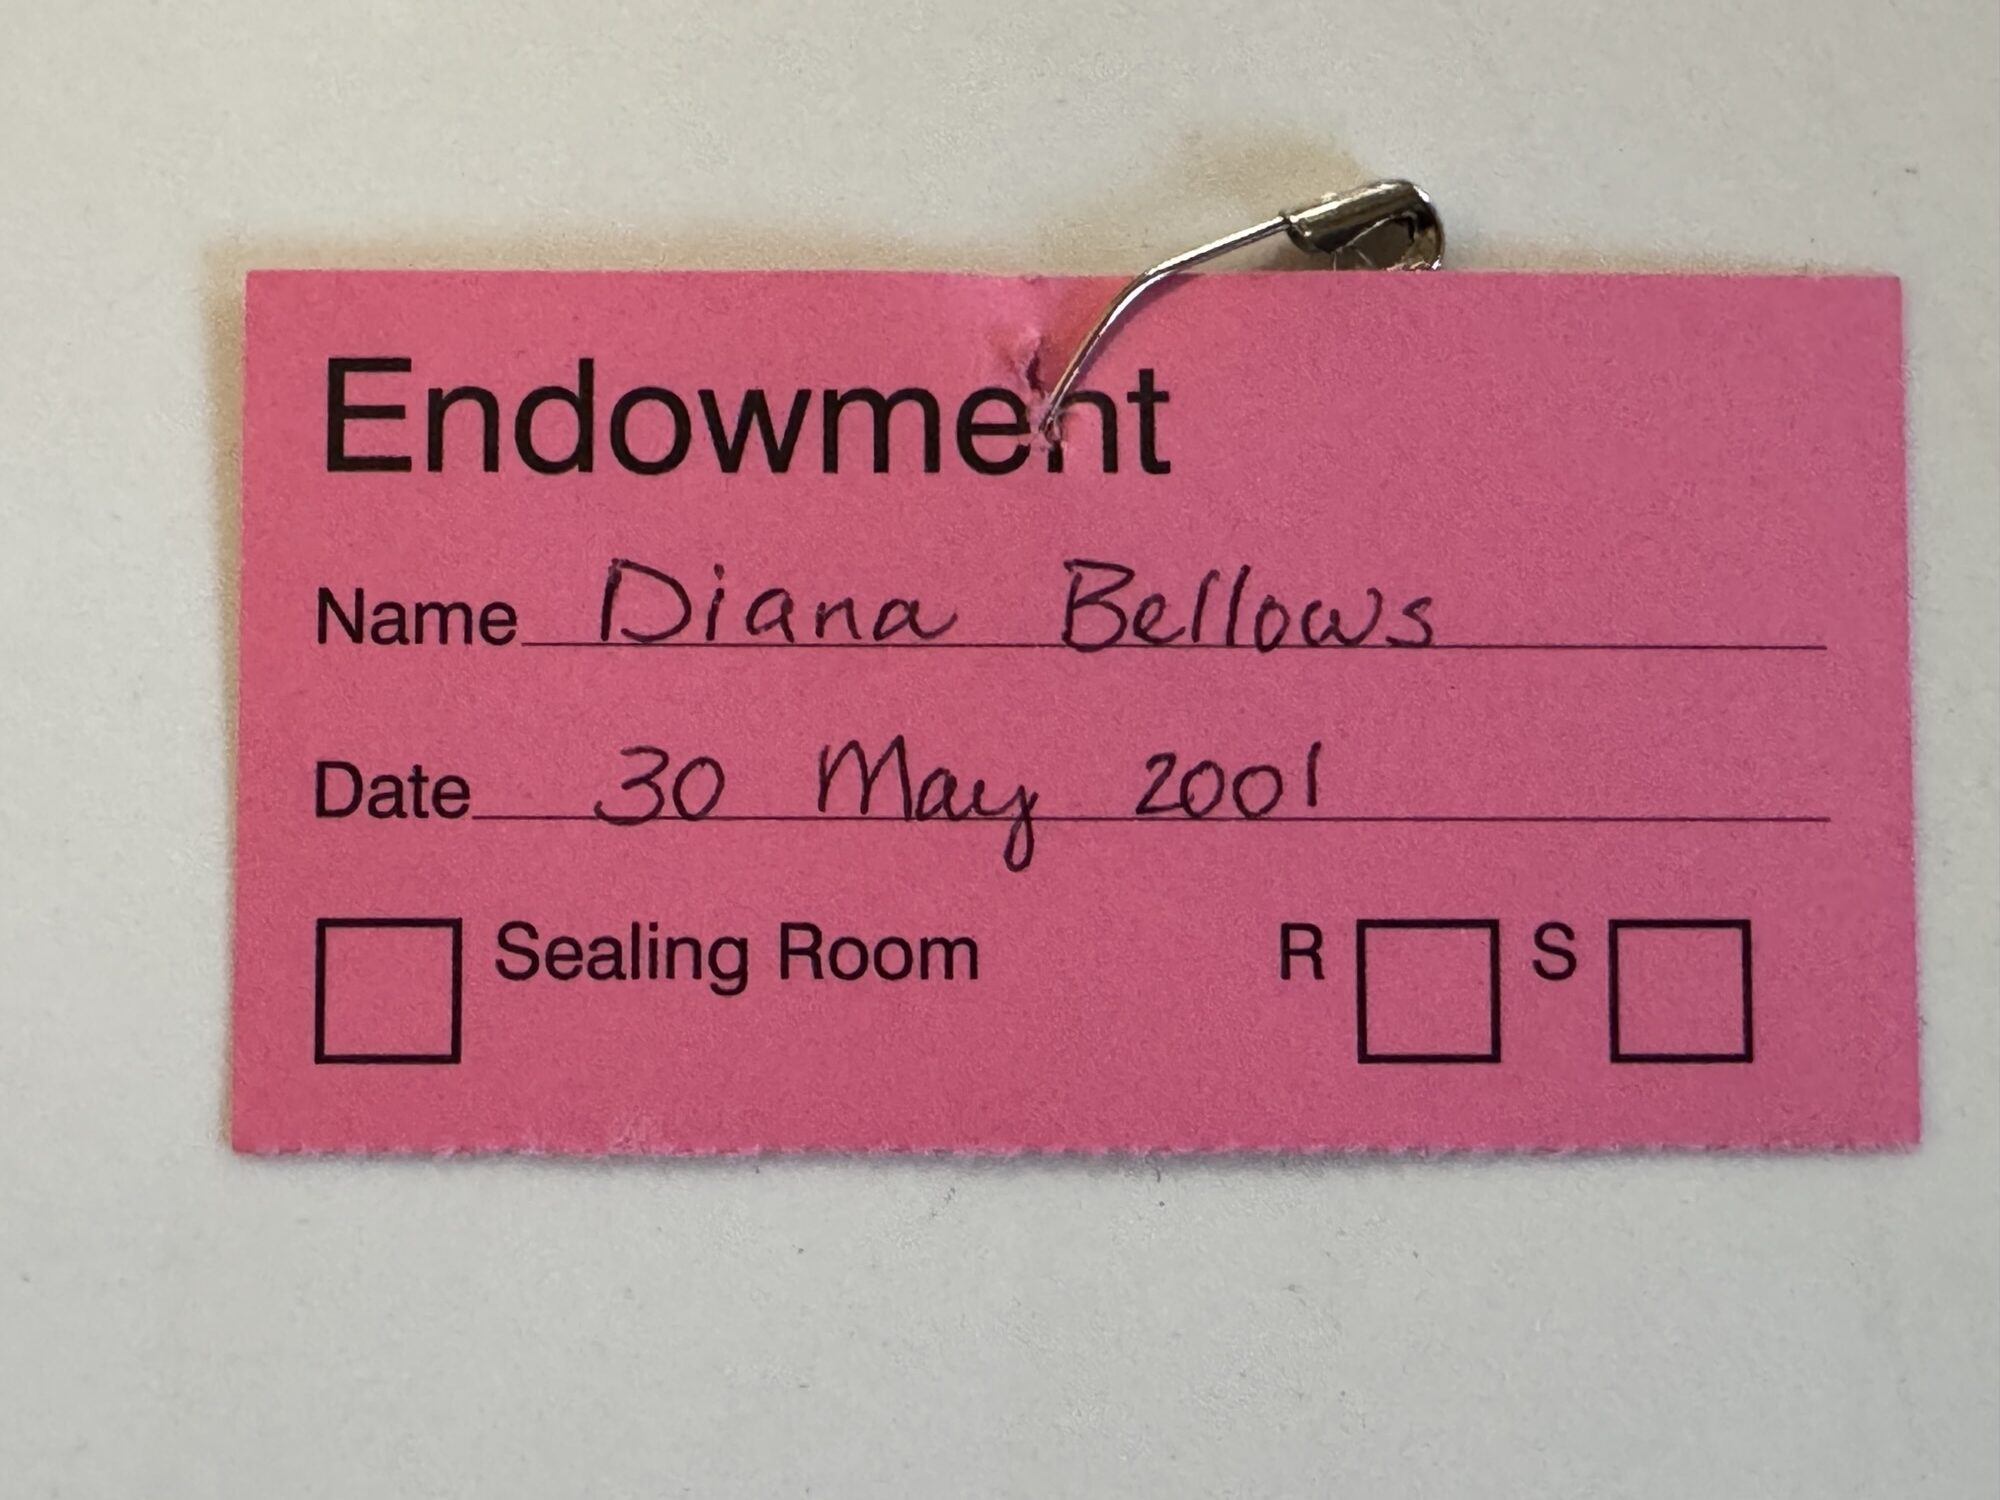 Endowment
Name Diana Bellows
Date 30 May 2001
Sealing Room R S